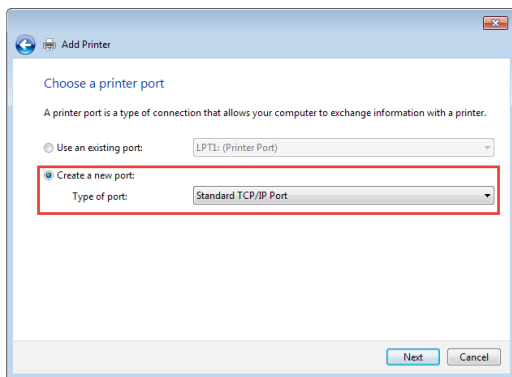 Add Printer
Choose a printer port
A printer port is a type of connection that allows your computer to exchange information with a printer.
Use an existing port: LPT1: (Printer Port)
Create a new port:
Type of port: Standard TCP/IP Port
Next Cancel